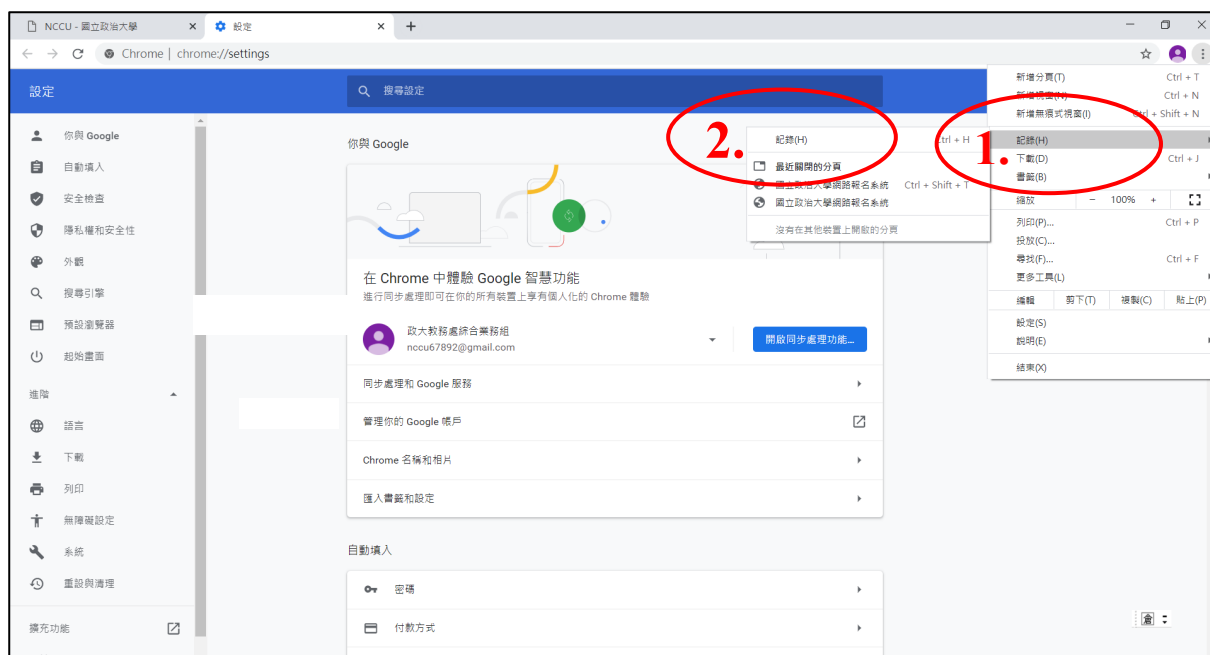 NCCU - 國立政治大學
設定
Chrome | chrome://settings
設定
搜尋設定
你與 Google
自動填入
安全檢查
隱私權和安全性
外觀
搜尋引擎
預設瀏覽器
起始畫面
進階
語言
下載
列印
無障礙設定
系統
重設與清理
擴充功能
你與 Google
在 Chrome 中體驗 Google 智慧功能
進行同步處理即可在你的所有裝置上享有個人化的 Chrome 體驗
政大教務處綜合業務組
nccu67892@gmail.com
開啟同步處理功能...
同步處理和 Google 服務
管理你的 Google 帳戶
Chrome 名稱和相片
匯入書籤和設定
自動填入
密碼
付款方式
2.
記錄(H) Ctrl + H
最近關閉的分頁
國立政治大學網路報名系統 Ctrl + Shift + T
國立政治大學網路報名系統
沒有在其他裝置上開啟的分頁
1.
新增分頁(T) Ctrl + T
新增視窗(N) Ctrl + N
新增無痕式視窗(I) Ctrl + Shift + N
記錄(H)
下載(D) Ctrl + J
書籤(B)
縮放 − 100% +
列印(P)... Ctrl + P
投放(C)...
尋找(F)... Ctrl + F
更多工具(L)
編輯 剪下(T) 複製(C) 貼上(P)
設定(S)
說明(E)
結束(X)
倉